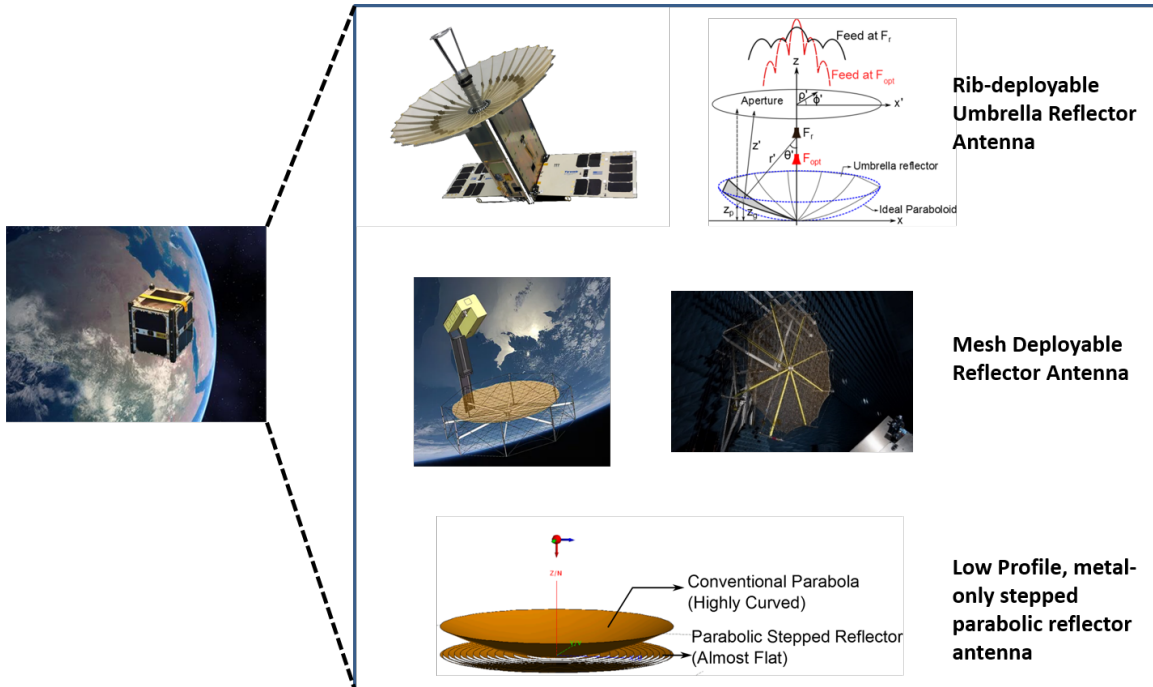 Feed at Fr
Feed at Fopt
z
Aperture
ρ'
ϕ'
x'
Fr
z'
r'
θ'
Fopt
Umbrella reflector
zp
zg
Ideal Paraboloid
x
Rib-deployable
Umbrella Reflector
Antenna
Mesh Deployable
Reflector Antenna
Z/N
Conventional Parabola
(Highly Curved)
Parabolic Stepped Reflector
(Almost Flat)
Low Profile, metal-
only stepped
parabolic reflector
antenna